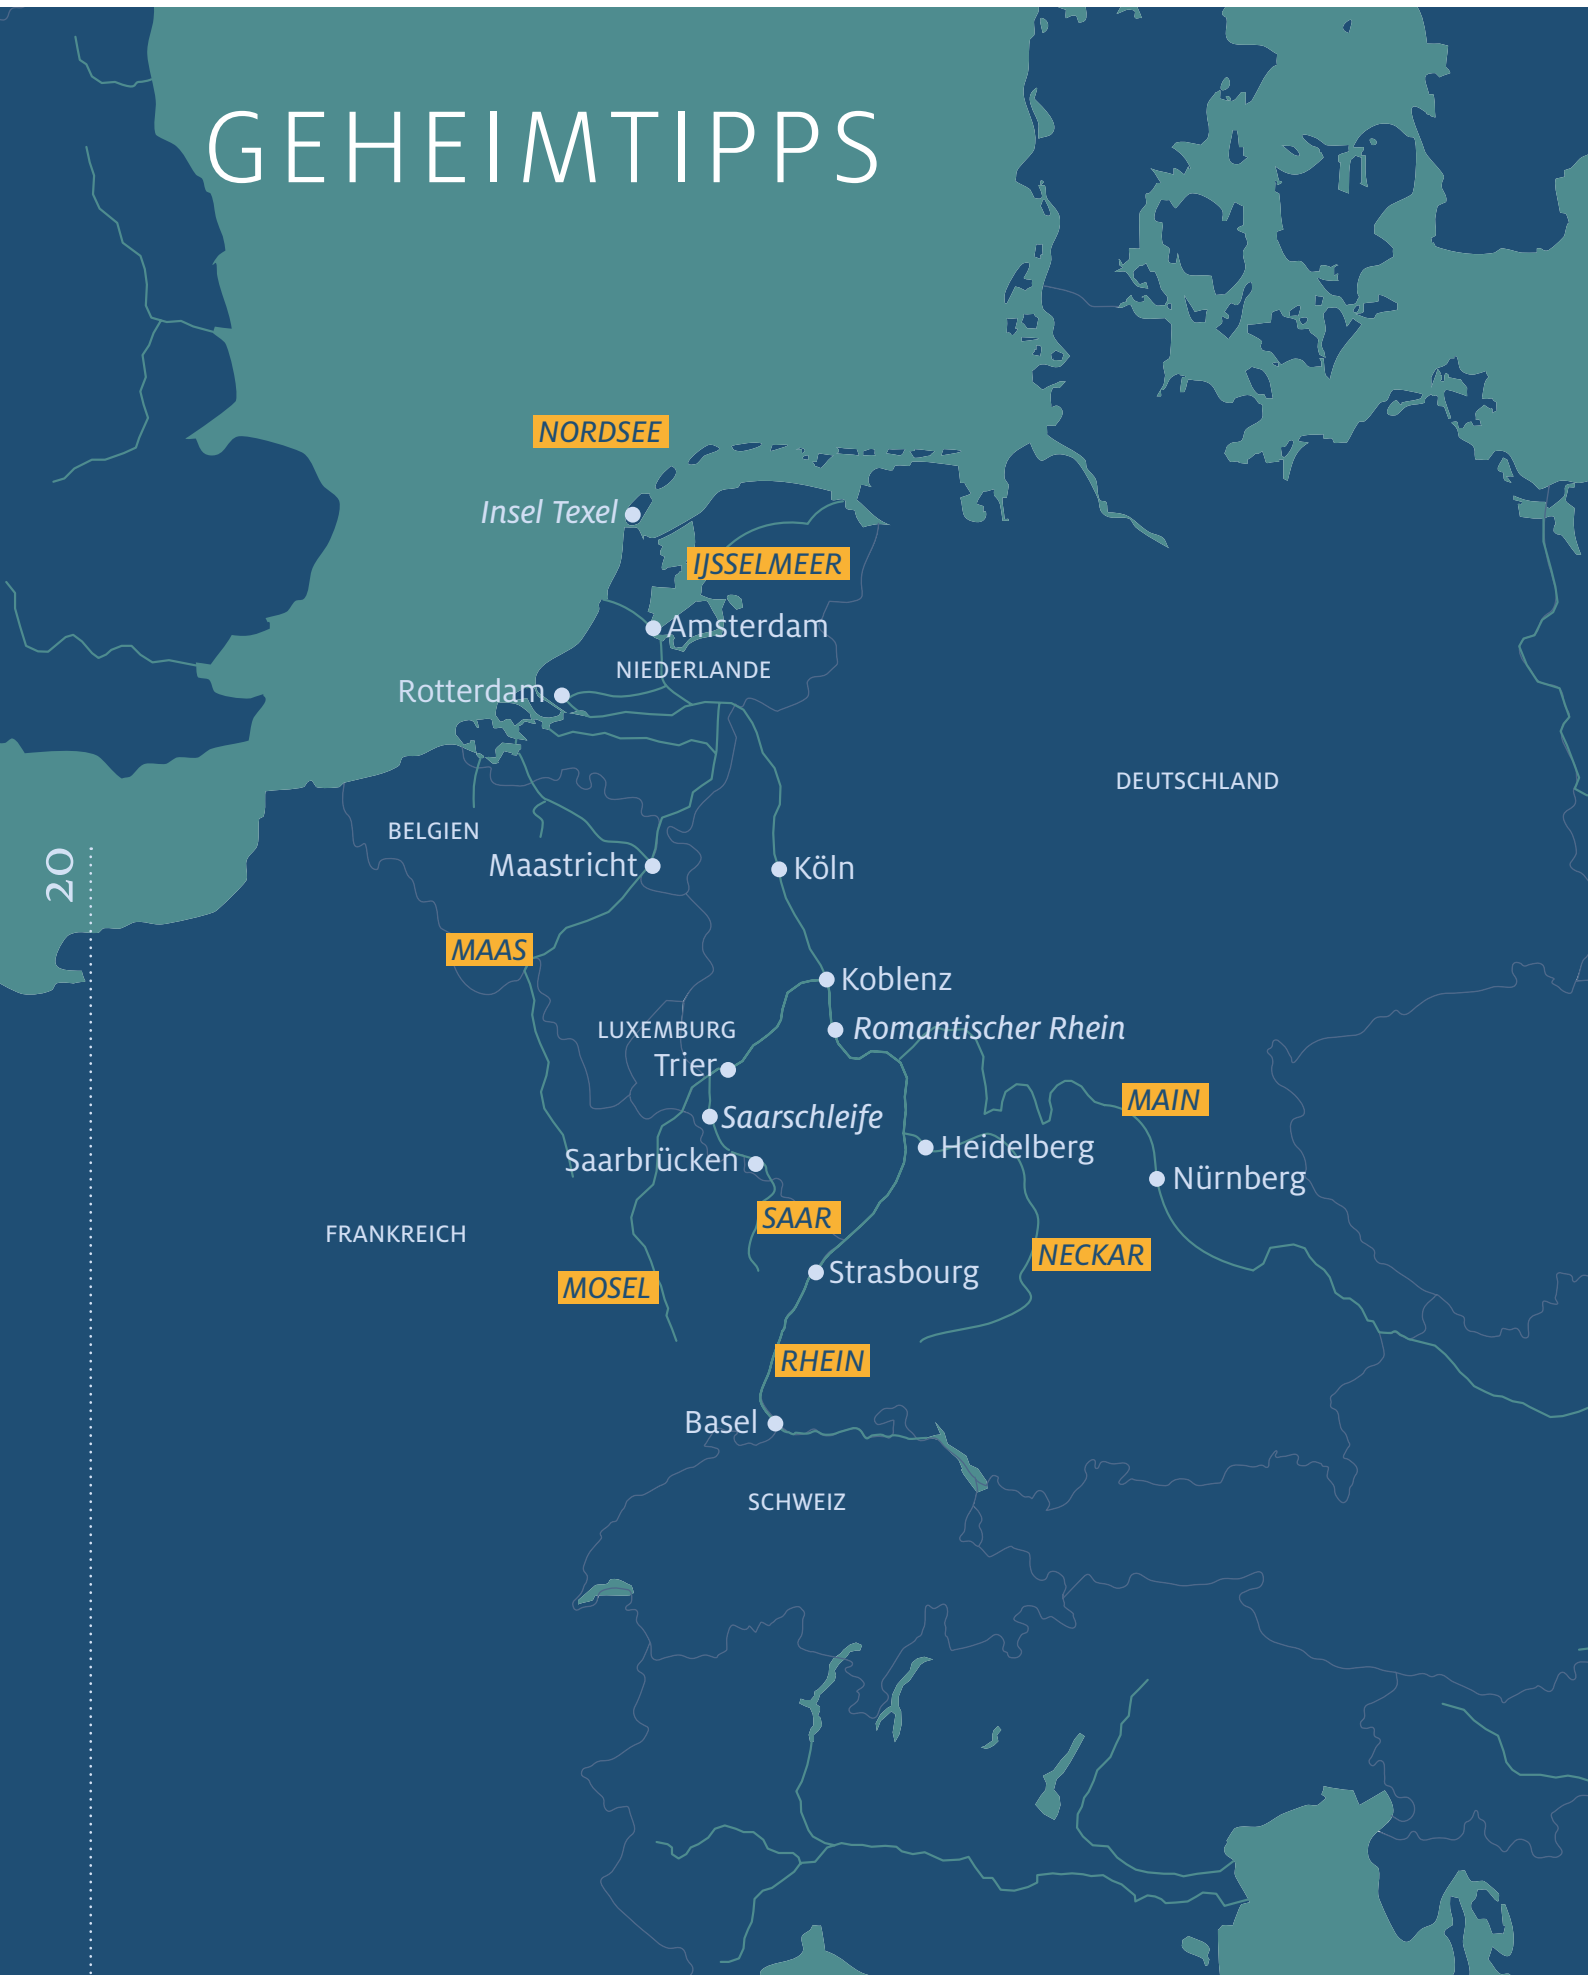 GEHEIMTIPPS
NORDSEE
Insel Texel
IJSSELMEER
Amsterdam
NIEDERLANDE
Rotterdam
DEUTSCHLAND
BELGIEN
20
Maastricht
Köln
MAAS
Koblenz
LUXEMBURG
Romantischer Rhein
Trier
MAIN
Saarschleife
Heidelberg
Saarbrücken
Nürnberg
SAAR
FRANKREICH
NECKAR
Strasbourg
MOSEL
RHEIN
Basel
SCHWEIZ